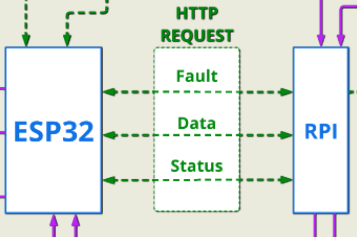 HTTP
REQUEST
Fault
ESP32
Data
RPI
Status